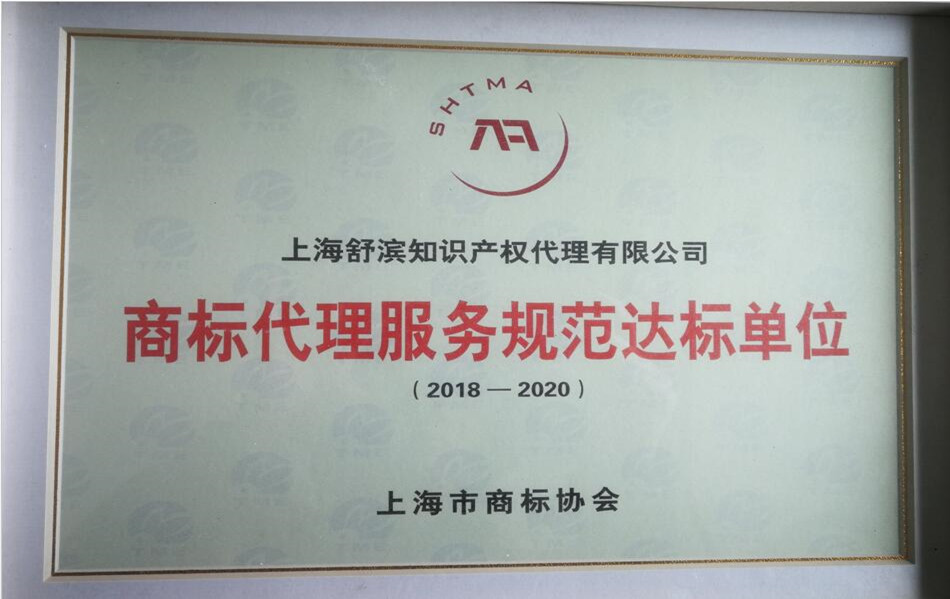 SHTMA
上海舒滨知识产权代理有限公司
商标代理服务规范达标单位
（2018 — 2020）
上海市商标协会